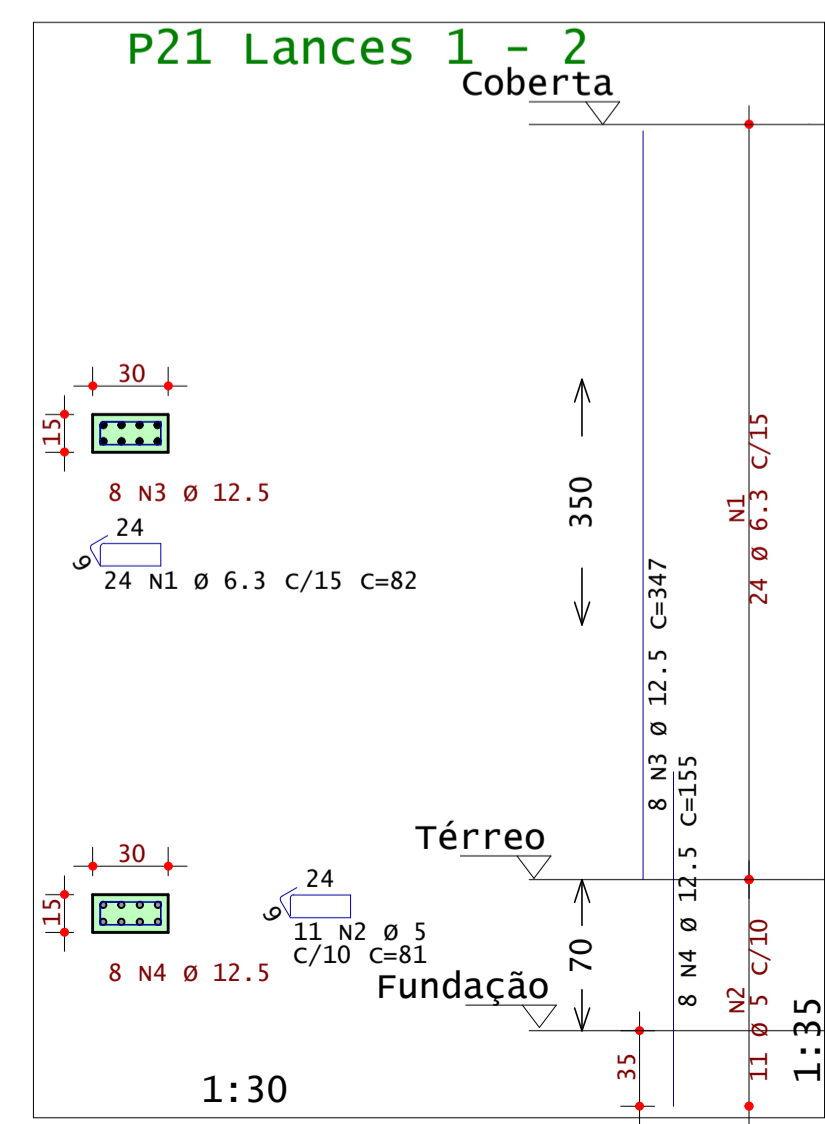 P21 Lances 1 - 2
Coberta
30
15
8 N3 Ø 12.5
24
9
24 N1 Ø 6.3 C/15 C=82
350
8 N3 Ø 12.5 C=347
N1
24 Ø 6.3 C/15
Térreo
30
15
8 N4 Ø 12.5
24
9
11 N2 Ø 5
C/10 C=81
70
8 N4 Ø 12.5 C=155
N2
11 Ø 5 C/10
Fundação
35
1:30
1:35